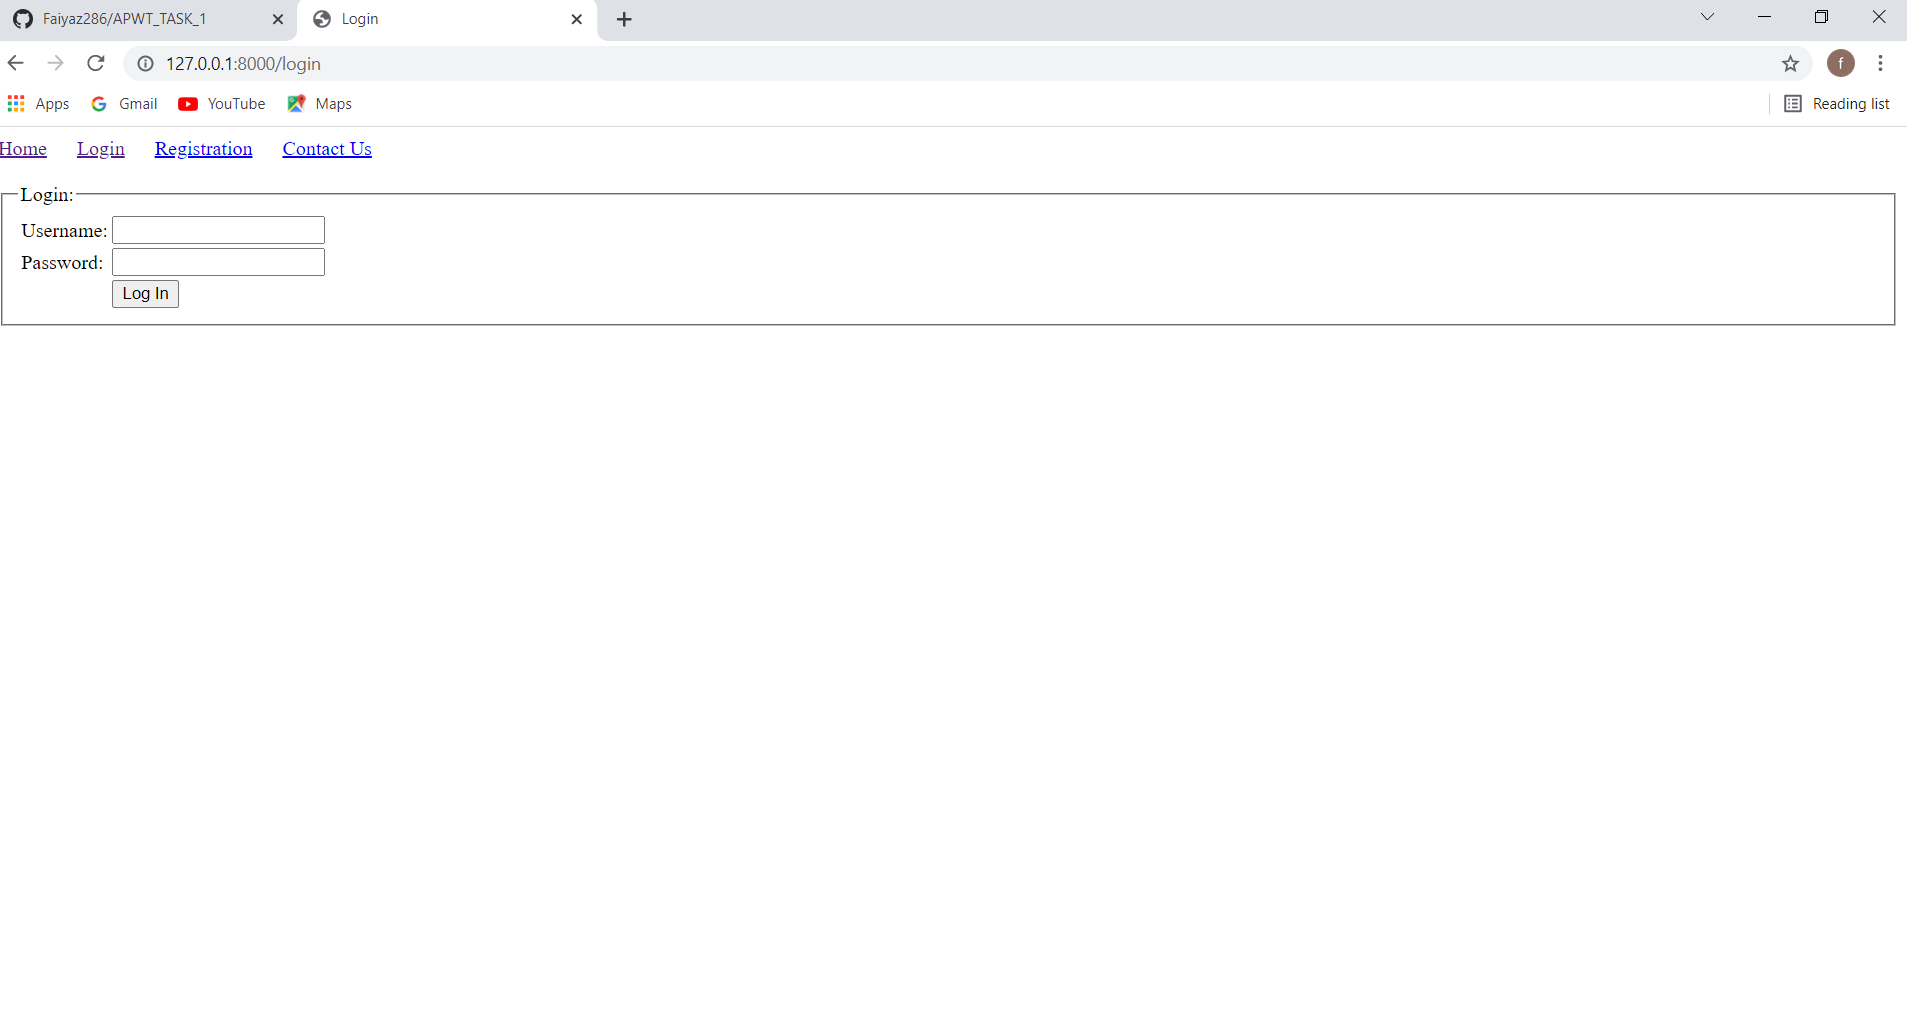 Faiyaz286/APWT_TASK_1 Login
127.0.0.1:8000/login f
Apps Gmail YouTube Maps Reading list
Home Login Registration Contact Us
Login:
Username:
Password:
Log In